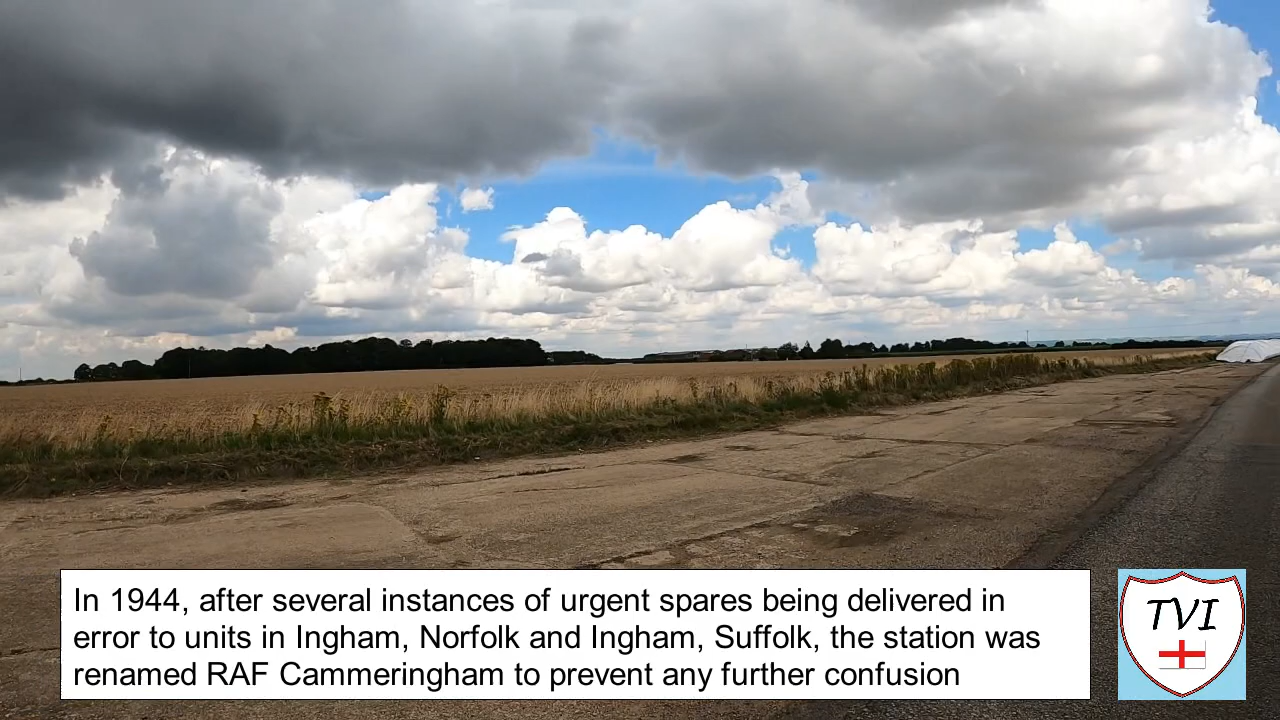 In 1944, after several instances of urgent spares being delivered in
error to units in Ingham, Norfolk and Ingham, Suffolk, the station was
renamed RAF Cammeringham to prevent any further confusion
TVI